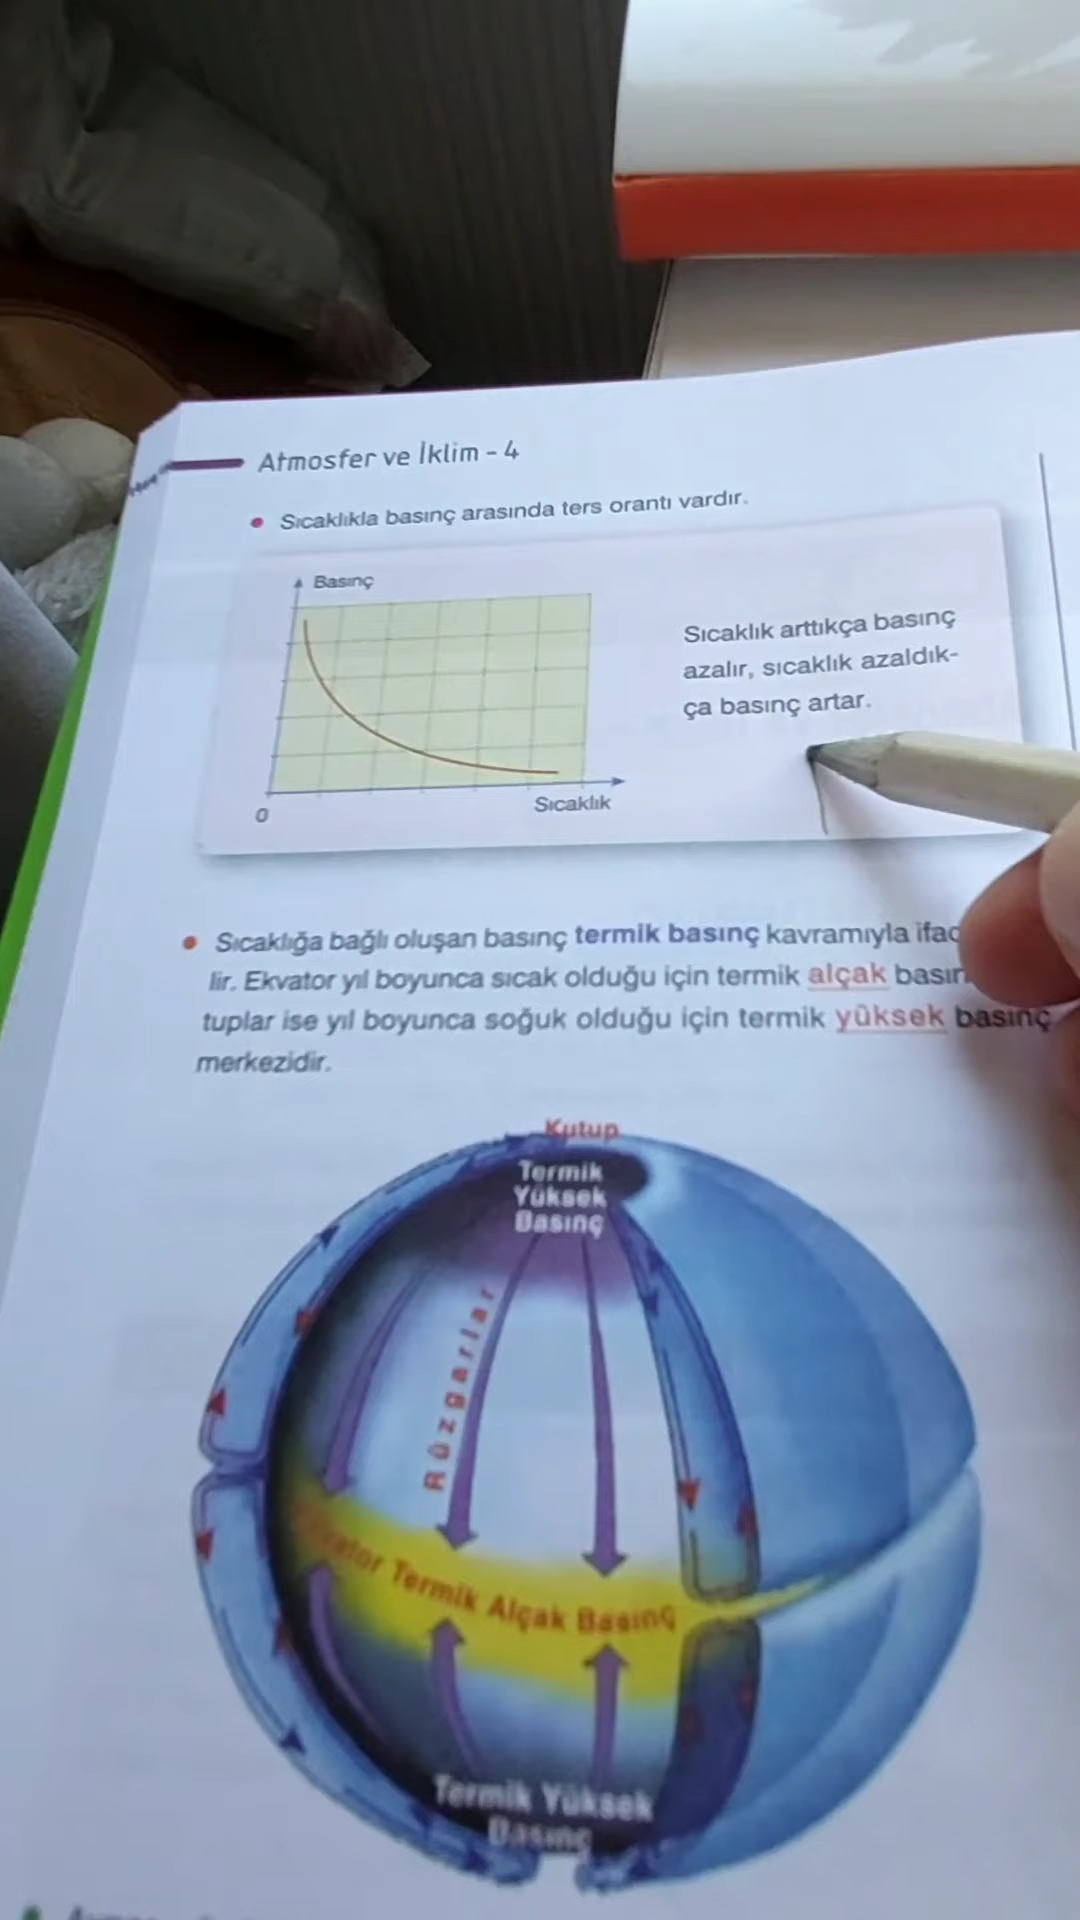 Atmosfer ve İklim - 4
Sıcaklıkla basınç arasında ters orantı vardır.
Basınç
Sıcaklık arttıkça basınç
azalır, sıcaklık azaldık-
ça basınç artar.
0
Sıcaklık
Sıcaklığa bağlı oluşan basınç termik basınç kavramıyla
lir. Ekvator yıl boyunca sıcak olduğu için termik alçak
tuplar ise yıl boyunca soğuk olduğu için termik yüksek basınç
merkezidir.
Kutup
Termik
Yüksek
Basınç
Rüzgarlar
Ekvator Termik Alçak Basınç
Termik Yüksek
Basınç